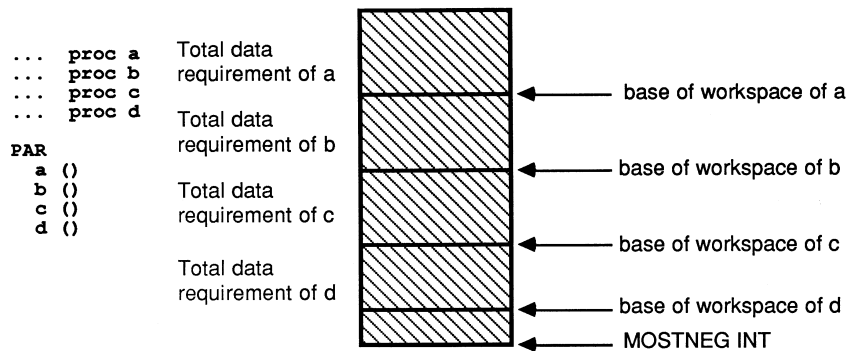 ... proc a
... proc b
... proc c
... proc d
PAR
a ()
b ()
c ()
d ()
Total data
requirement of a
Total data
requirement of b
Total data
requirement of c
Total data
requirement of d
base of workspace of a
base of workspace of b
base of workspace of c
base of workspace of d
MOSTNEG INT